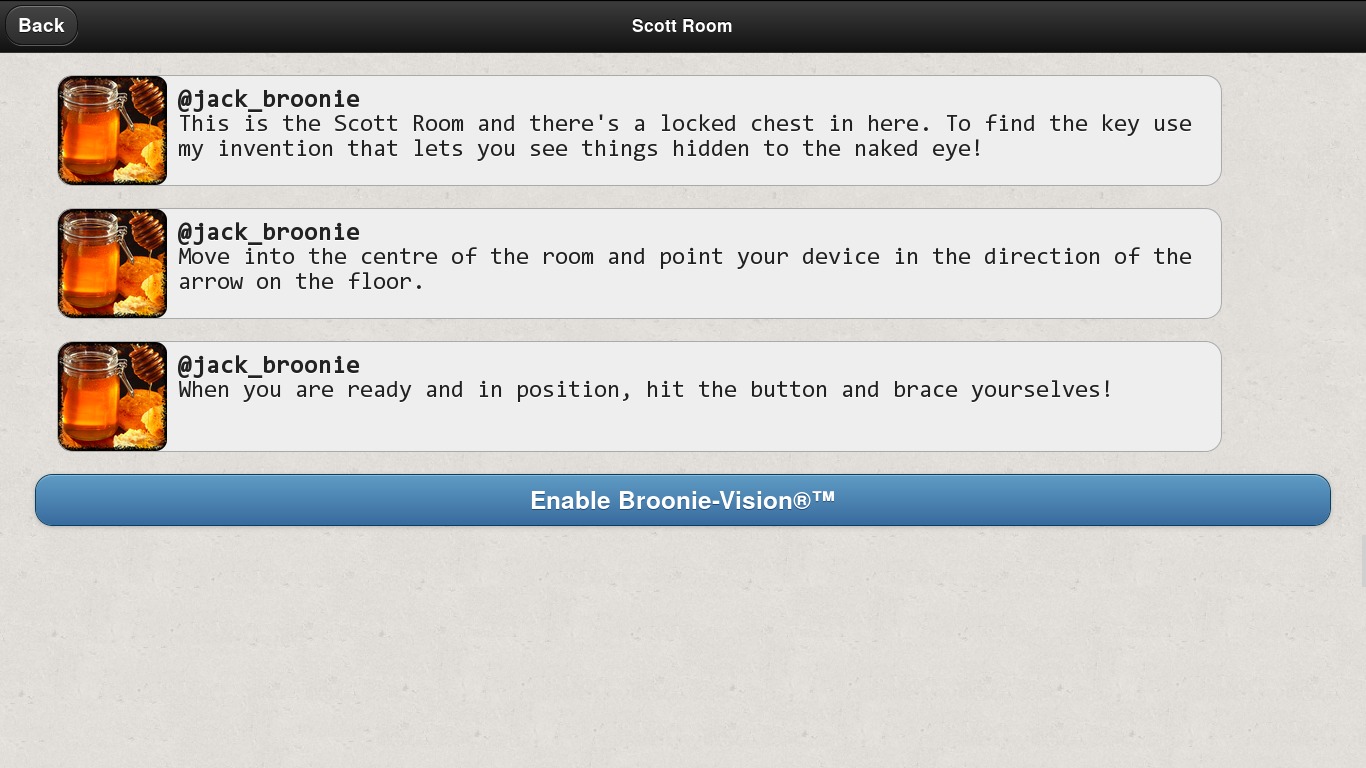 Back
Scott Room
@jack_broonie
This is the Scott Room and there's a locked chest in here. To find the key use
my invention that lets you see things hidden to the naked eye!
@jack_broonie
Move into the centre of the room and point your device in the direction of the
arrow on the floor.
@jack_broonie
When you are ready and in position, hit the button and brace yourselves!
Enable Broonie-Vision®™